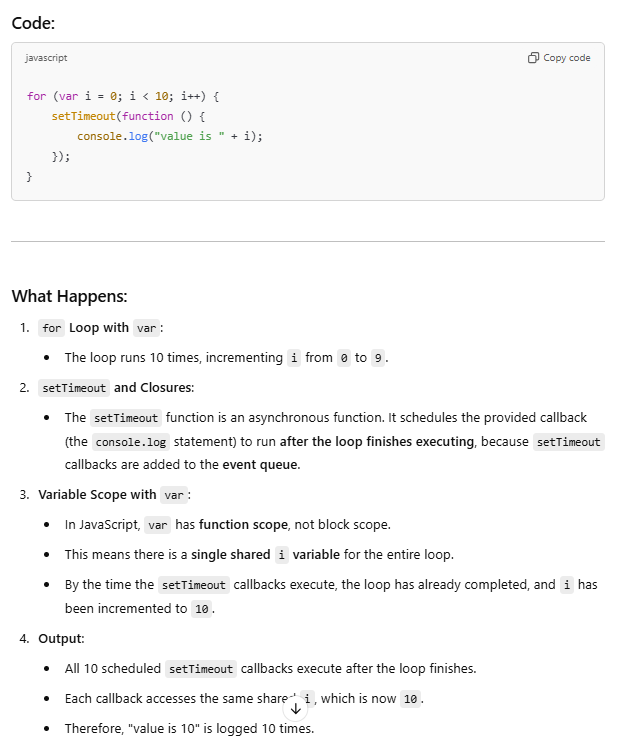 Code:
javascript
Copy code
for (var i = 0; i < 10; i++) {
    setTimeout(function () {
        console.log("value is " + i);
    });
}
What Happens:
1. for Loop with var:
• The loop runs 10 times, incrementing i from 0 to 9.
2. setTimeout and Closures:
• The setTimeout function is an asynchronous function. It schedules the provided callback
(the console.log statement) to run after the loop finishes executing, because setTimeout
callbacks are added to the event queue.
3. Variable Scope with var:
• In JavaScript, var has function scope, not block scope.
• This means there is a single shared i variable for the entire loop.
• By the time the setTimeout callbacks execute, the loop has already completed, and i has
been incremented to 10.
4. Output:
• All 10 scheduled setTimeout callbacks execute after the loop finishes.
• Each callback accesses the same shared i, which is now 10.
• Therefore, "value is 10" is logged 10 times.